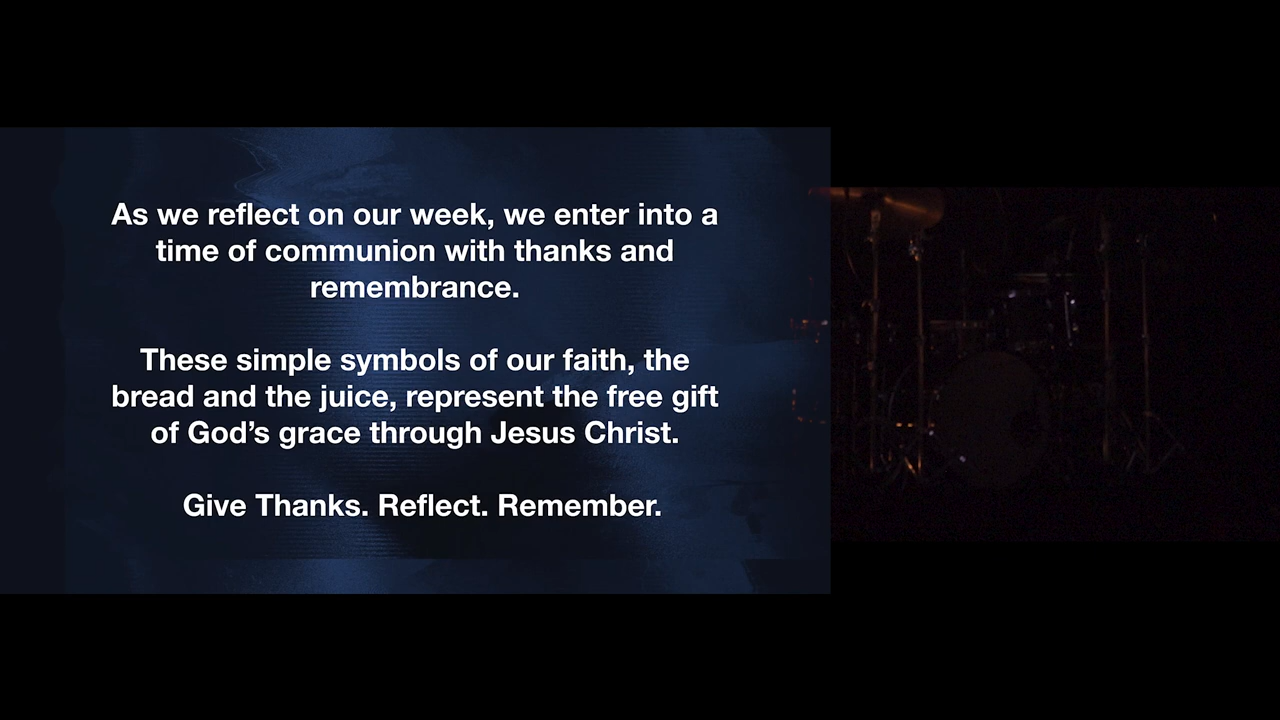 As we reflect on our week, we enter into a
time of communion with thanks and
remembrance.
These simple symbols of our faith, the
bread and the juice, represent the free gift
of God’s grace through Jesus Christ.
Give Thanks. Reflect. Remember.